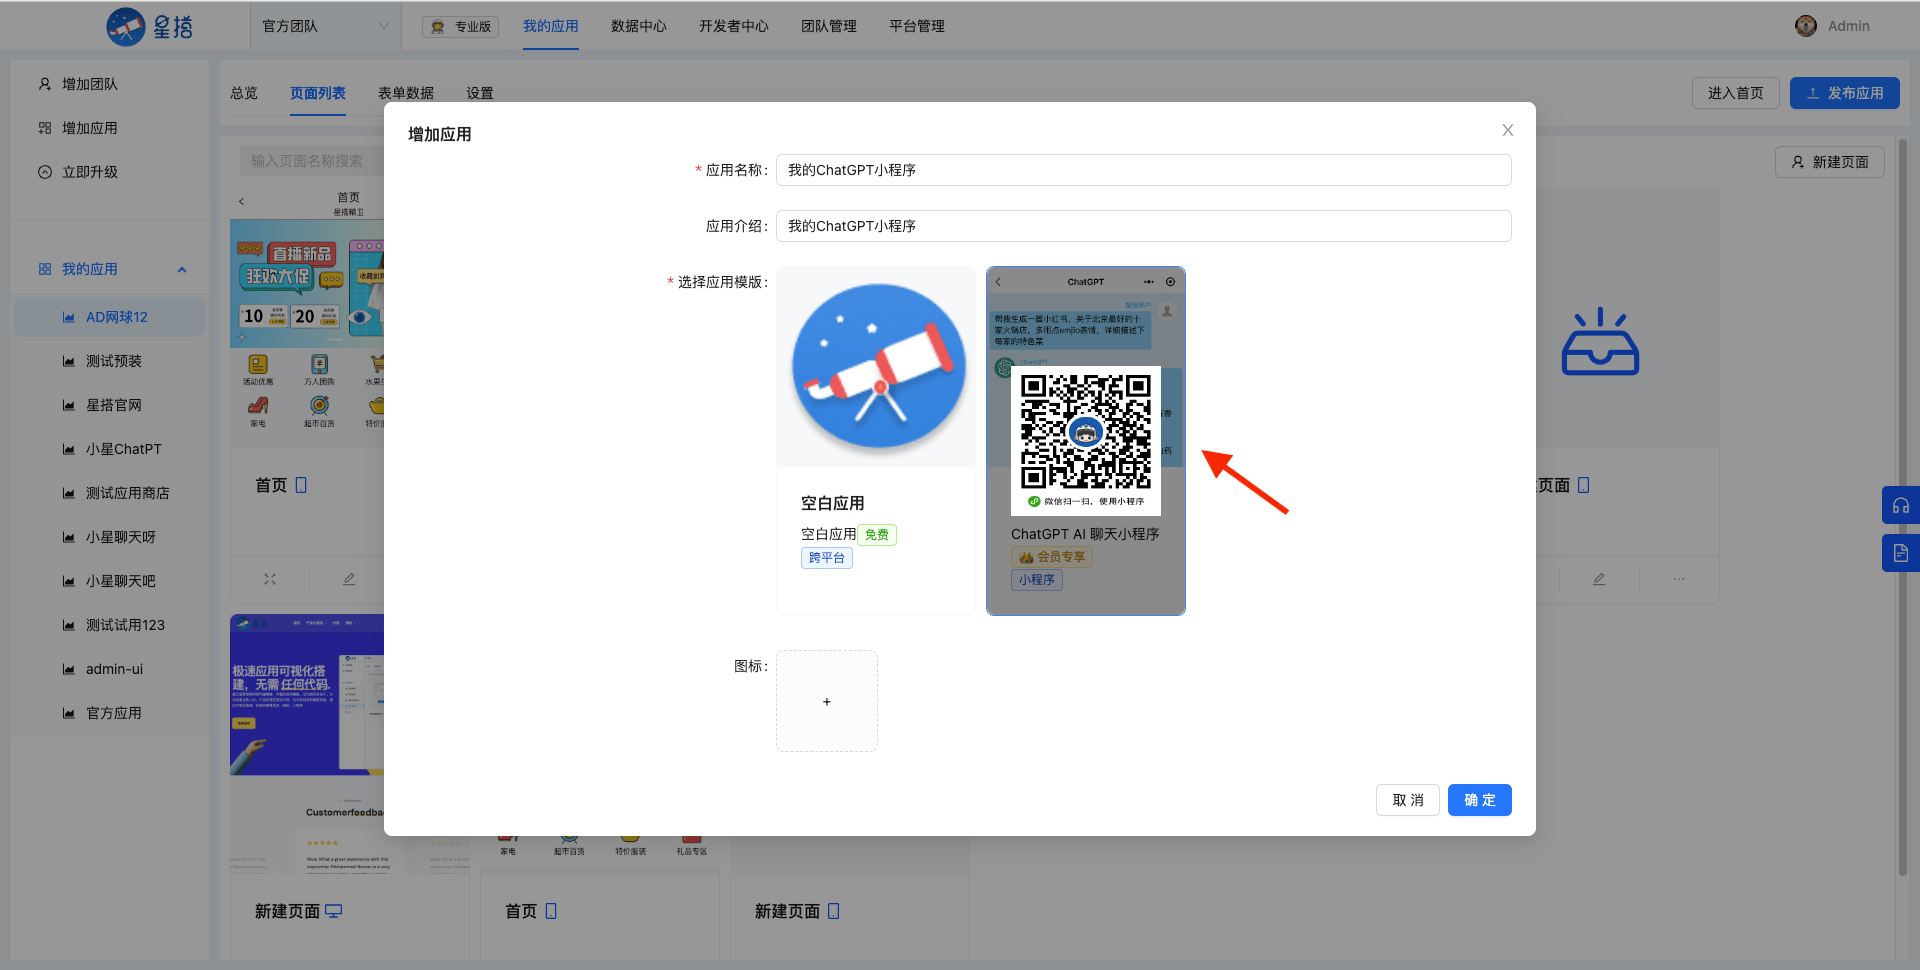 星搭
官方团队
专业版
我的应用
数据中心
开发者中心
团队管理
平台管理
Admin
增加团队
增加应用
立即升级
我的应用
AD网球12
测试预装
星搭官网
小星ChatPT
测试应用商店
小星聊天呀
小星聊天吧
测试试用123
admin-ui
官方应用
总览
页面列表
表单数据
设置
进入首页
发布应用
输入页面名称搜索
新建页面
首页
星搭精卫
直播新品
狂欢大促
10
20
活动优惠
万人团购
家电
超市百货
首页
页面
增加应用
* 应用名称:
我的ChatGPT小程序
应用介绍:
我的ChatGPT小程序
* 选择应用模版:
空白应用
空白应用 免费
跨平台
ChatGPT
微信用户
帮我生成一篇小红书、关于北京最好的十
家火锅店，多用点emjio表情，详细描述下
每家的特色菜
ChatGPT
微信扫一扫，使用小程序
ChatGPT AI 聊天小程序
会员专享
小程序
图标:
+
取 消
确 定
极速应用可视化搭
建，无需 任何代码.
Customerfeedba
家电
超市百货
特价服装
礼品专区
新建页面
首页
新建页面